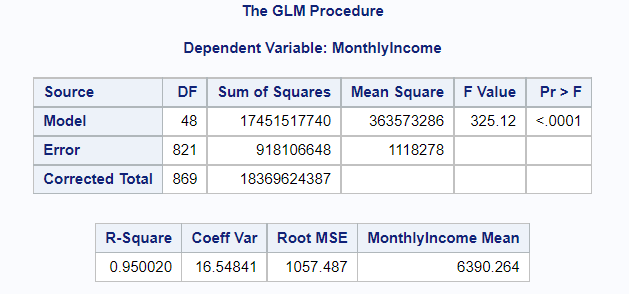 The GLM Procedure
Dependent Variable: MonthlyIncome
Source DF Sum of Squares Mean Square F Value Pr > F
Model 48 17451517740 363573286 325.12 <.0001
Error 821 918106648 1118278
Corrected Total 869 18369624387
R-Square Coeff Var Root MSE MonthlyIncome Mean
0.950020 16.54841 1057.487 6390.264